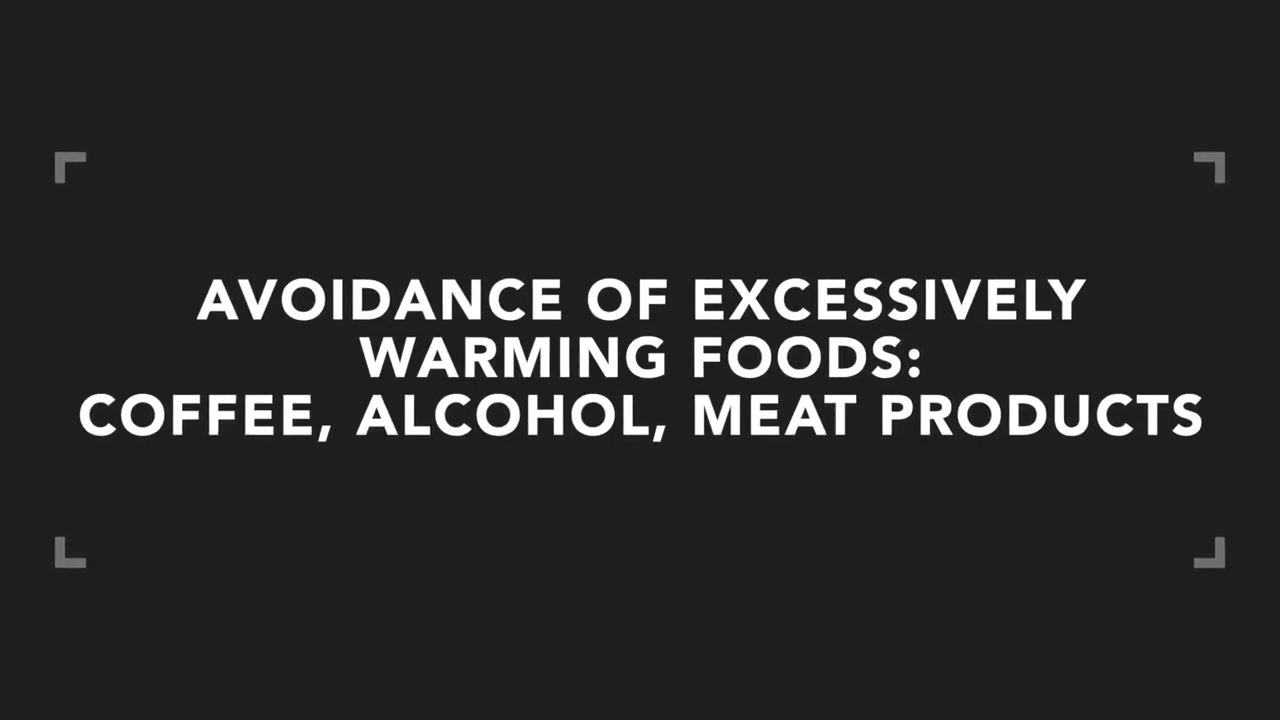 AVOIDANCE OF EXCESSIVELY
WARMING FOODS:
COFFEE, ALCOHOL, MEAT PRODUCTS